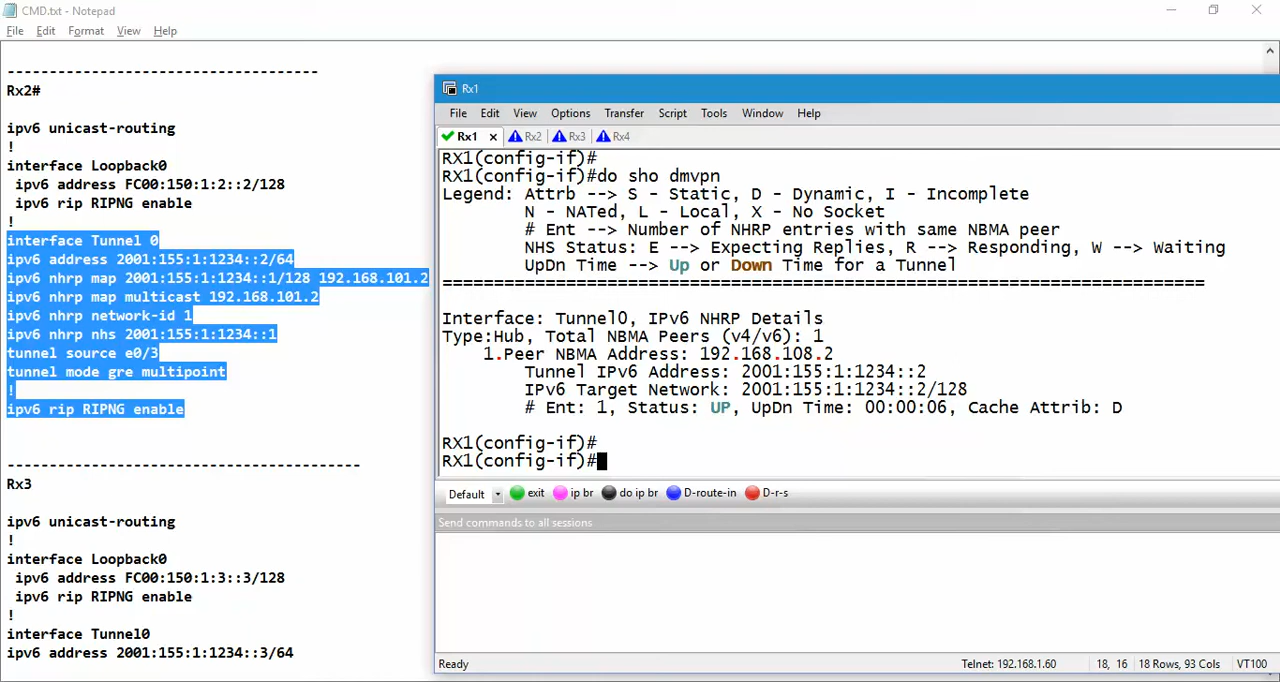 CMD.txt - Notepad
File Edit Format View Help
-------------------------------------
Rx2#
ipv6 unicast-routing
!
interface Loopback0
ipv6 address FC00:150:1:2::2/128
ipv6 rip RIPNG enable
!
interface Tunnel 0
ipv6 address 2001:155:1:1234::2/64
ipv6 nhrp map 2001:155:1:1234::1/128 192.168.101.2
ipv6 nhrp map multicast 192.168.101.2
ipv6 nhrp network-id 1
ipv6 nhrp nhs 2001:155:1:1234::1
tunnel source e0/3
tunnel mode gre multipoint
!
ipv6 rip RIPNG enable
------------------------------------------
Rx3
ipv6 unicast-routing
!
interface Loopback0
ipv6 address FC00:150:1:3::3/128
ipv6 rip RIPNG enable
!
interface Tunnel0
ipv6 address 2001:155:1:1234::3/64
Rx1
File Edit View Options Transfer Script Tools Window Help
Rx1 Rx2 Rx3 Rx4
RX1(config-if)#
RX1(config-if)#do sho dmvpn
Legend: Attrb --> S - Static, D - Dynamic, I - Incomplete
N - NATed, L - Local, X - No Socket
# Ent --> Number of NHRP entries with same NBMA peer
NHS Status: E --> Expecting Replies, R --> Responding, W --> Waiting
UpDn Time --> Up or Down Time for a Tunnel
==========================================================================
Interface: Tunnel0, IPv6 NHRP Details
Type:Hub, Total NBMA Peers (v4/v6): 1
1.Peer NBMA Address: 192.168.108.2
Tunnel IPv6 Address: 2001:155:1:1234::2
IPv6 Target Network: 2001:155:1:1234::2/128
# Ent: 1, Status: UP, UpDn Time: 00:00:06, Cache Attrib: D
RX1(config-if)#
RX1(config-if)#
Default exit ip br do ip br D-route-in D-r-s
Send commands to all sessions
Ready Telnet: 192.168.1.60 18, 16 18 Rows, 93 Cols VT100